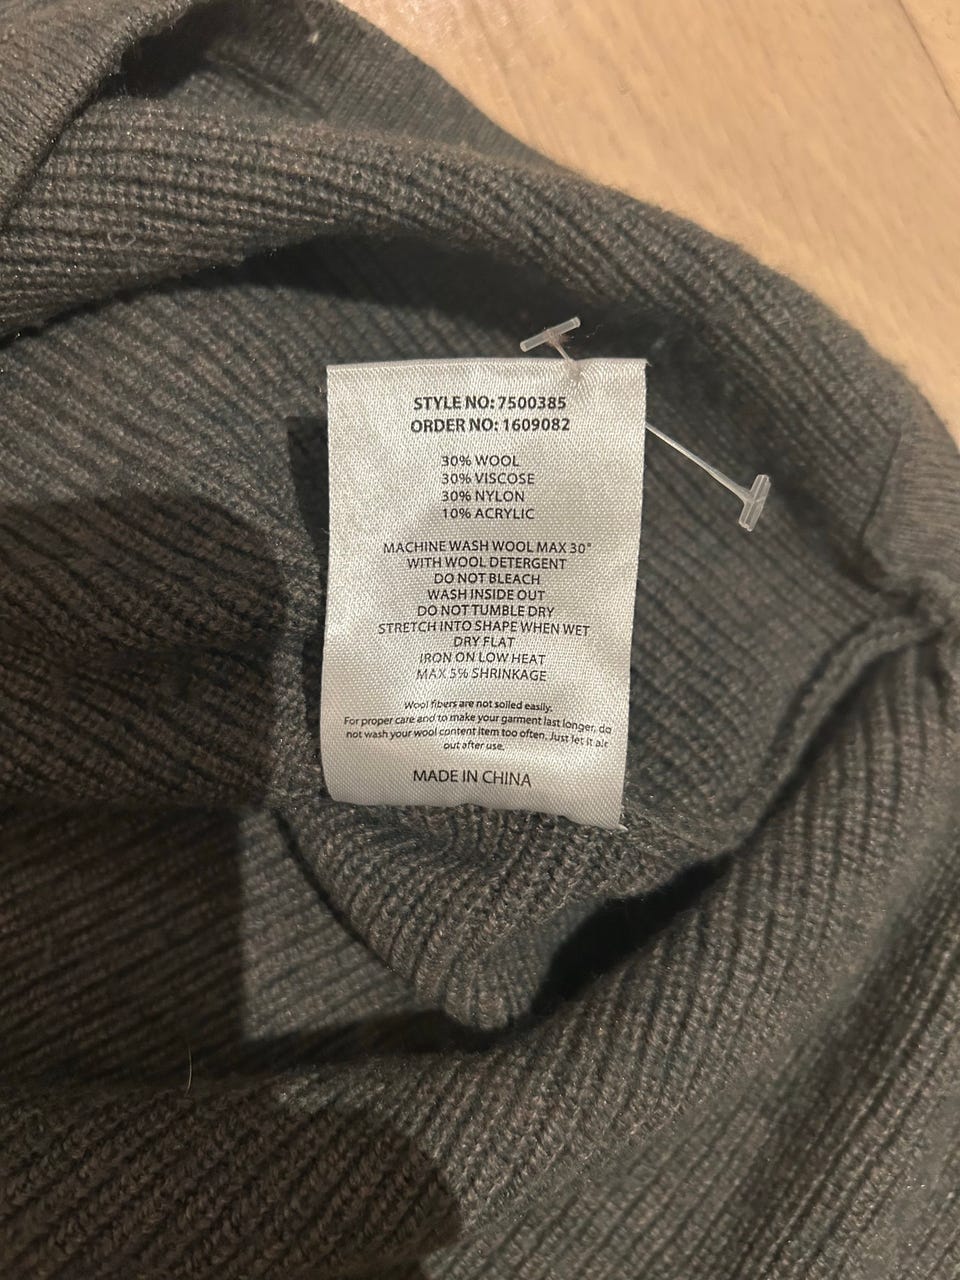 STYLE NO: 7500385
ORDER NO: 1609082
30% WOOL
30% VISCOSE
30% NYLON
10% ACRYLIC
MACHINE WASH WOOL MAX 30°
WITH WOOL DETERGENT
DO NOT BLEACH
WASH INSIDE OUT
DO NOT TUMBLE DRY
STRETCH INTO SHAPE WHEN WET
DRY FLAT
IRON ON LOW HEAT
MAX 5% SHRINKAGE
Wool fibers are not soiled easily.
For proper care and to make your garment last longer, do
not wash your wool content item too often. Just let it air
out after use.
MADE IN CHINA